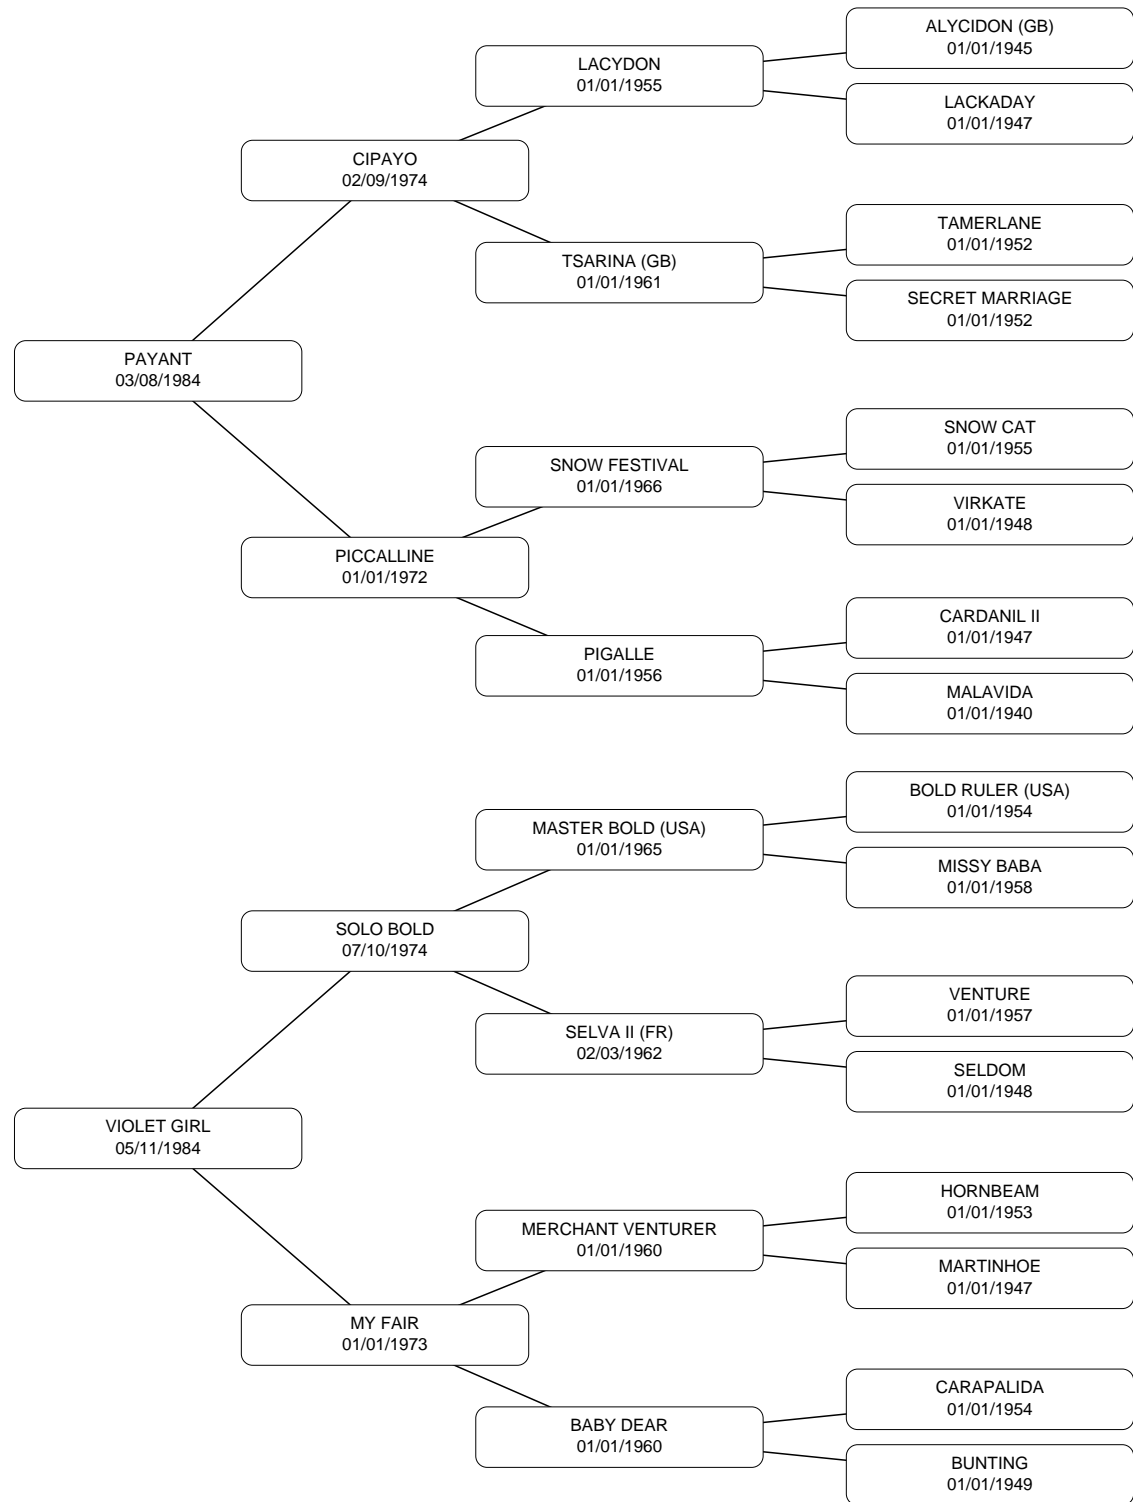 ALYCIDON (GB)
01/01/1945
LACYDON
01/01/1955
LACKADAY
01/01/1947
CIPAYO
02/09/1974
TAMERLANE
01/01/1952
TSARINA (GB)
01/01/1961
SECRET MARRIAGE
01/01/1952
PAYANT
03/08/1984
SNOW CAT
01/01/1955
SNOW FESTIVAL
01/01/1966
VIRKATE
01/01/1948
PICCALLINE
01/01/1972
CARDANIL II
01/01/1947
PIGALLE
01/01/1956
MALAVIDA
01/01/1940
BOLD RULER (USA)
01/01/1954
MASTER BOLD (USA)
01/01/1965
MISSY BABA
01/01/1958
SOLO BOLD
07/10/1974
VENTURE
01/01/1957
SELVA II (FR)
02/03/1962
SELDOM
01/01/1948
VIOLET GIRL
05/11/1984
HORNBEAM
01/01/1953
MERCHANT VENTURER
01/01/1960
MARTINHOE
01/01/1947
MY FAIR
01/01/1973
CARAPALIDA
01/01/1954
BABY DEAR
01/01/1960
BUNTING
01/01/1949